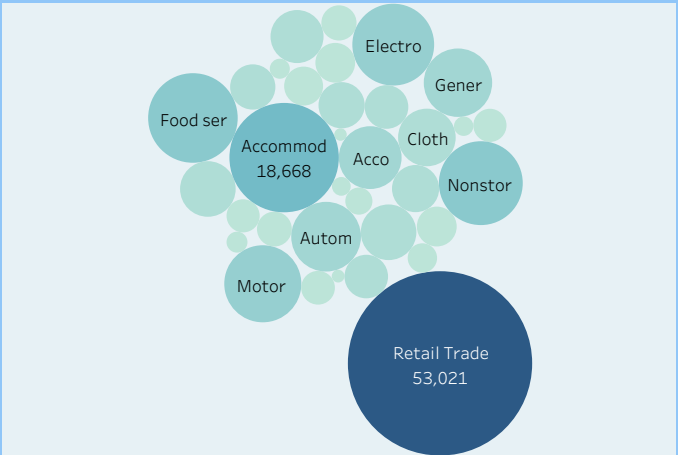 Electro
Gener
Food ser
Cloth
Accommod
18,668
Acco
Nonstor
Autom
Motor
Retail Trade
53,021